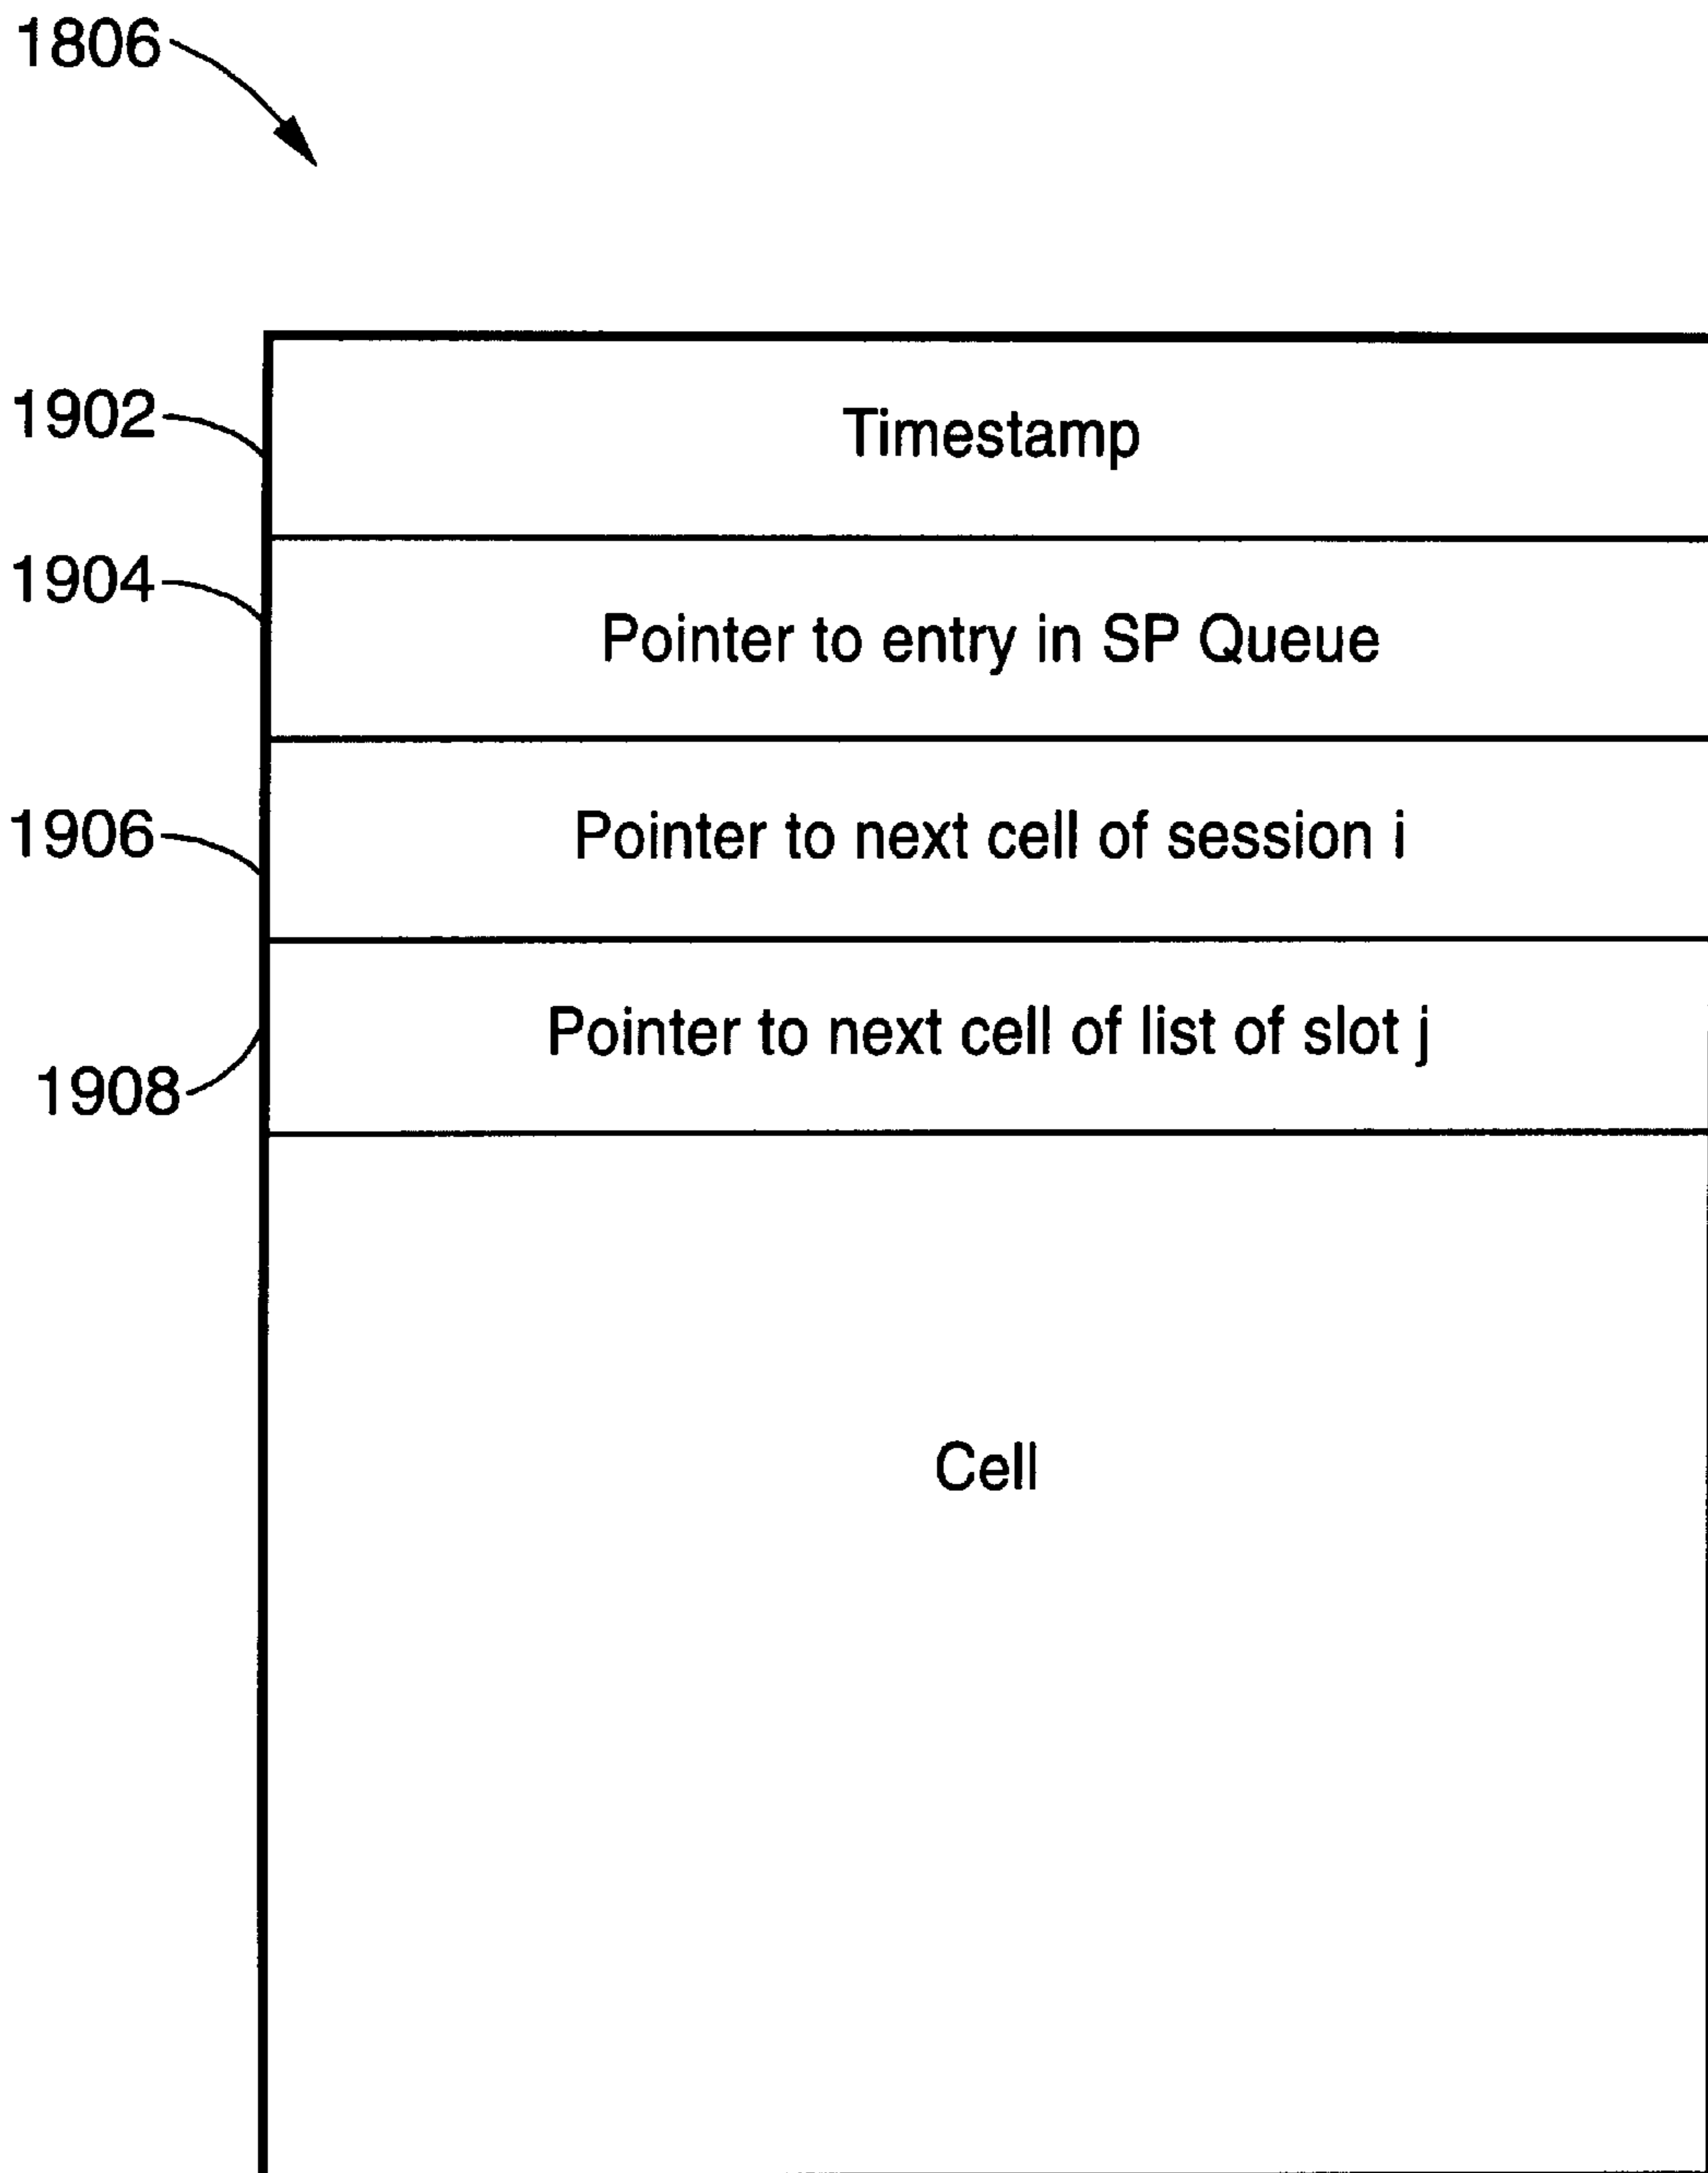 1806
1902
Timestamp
1904
Pointer to entry in SP Queue
1906
Pointer to next cell of session i
Pointer to next cell of list of slot j
1908
Cell